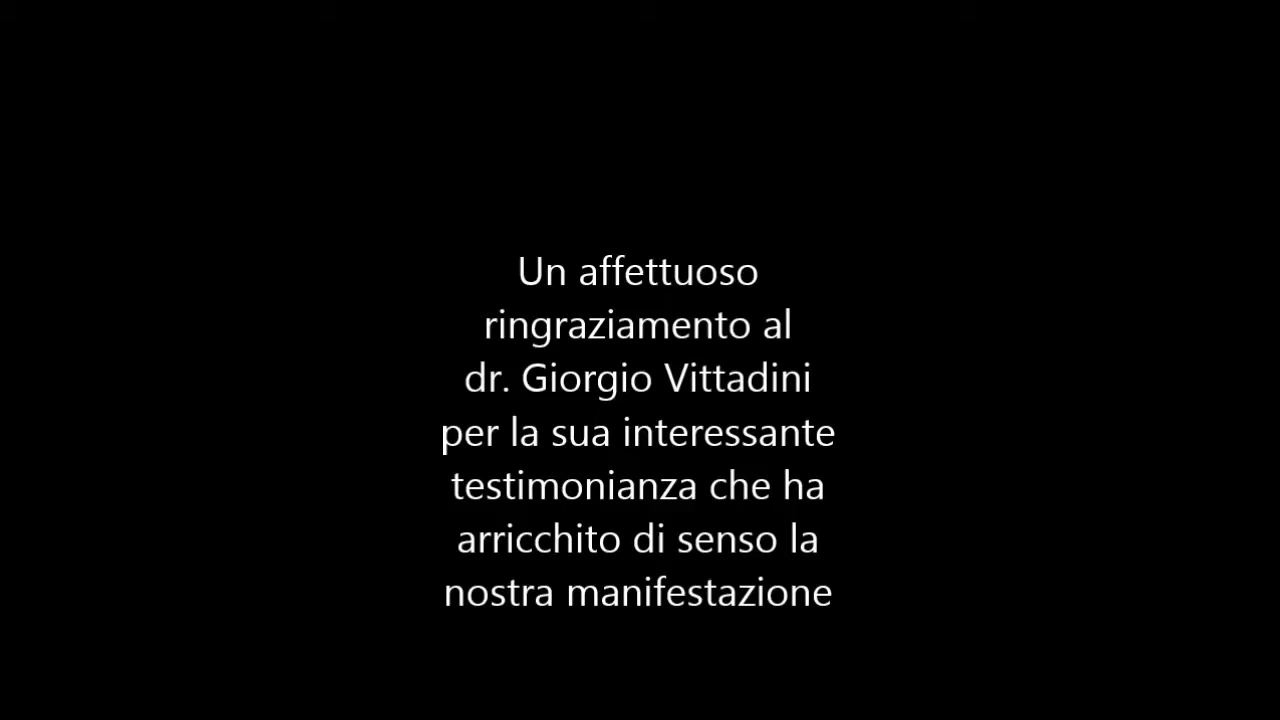 Un affettuoso
ringraziamento al
dr. Giorgio Vittadini
per la sua interessante
testimonianza che ha
arricchito di senso la
nostra manifestazione